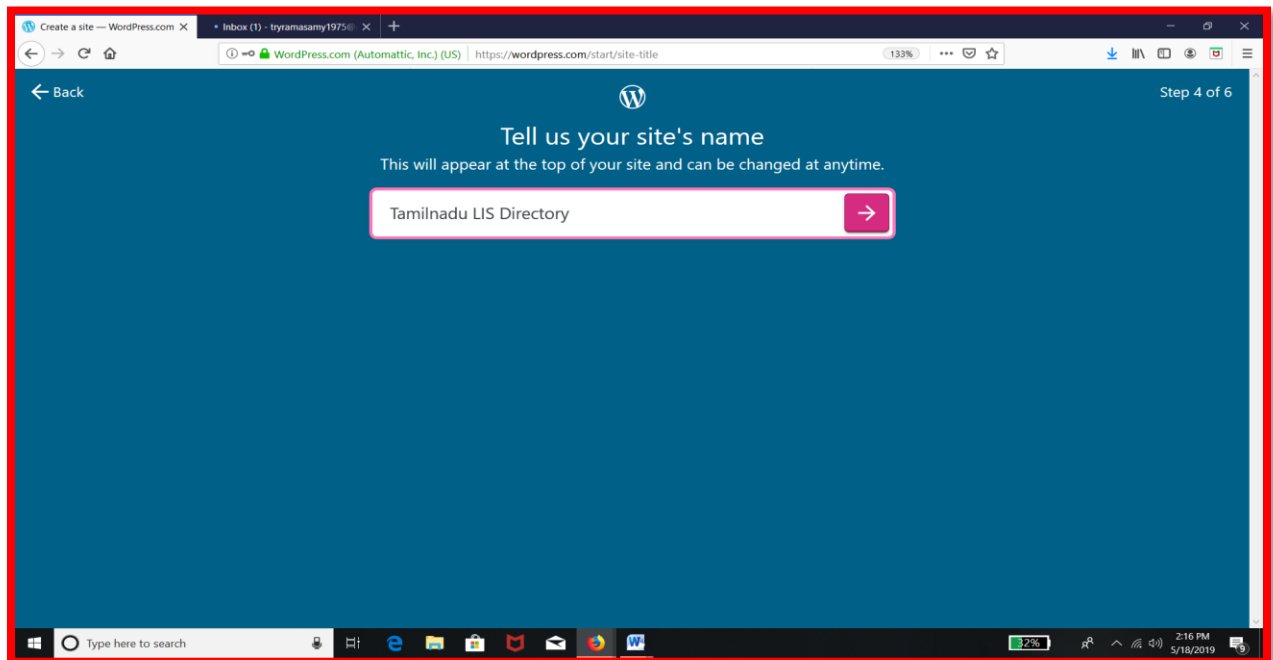 Create a site — WordPress.com
Inbox (1) - tryramasamy1975@
WordPress.com (Automattic, Inc.) (US) https://wordpress.com/start/site-title 133%
Back
Step 4 of 6
Tell us your site's name
This will appear at the top of your site and can be changed at anytime.
Tamilnadu LIS Directory
Type here to search
32%
2:16 PM
5/18/2019
9